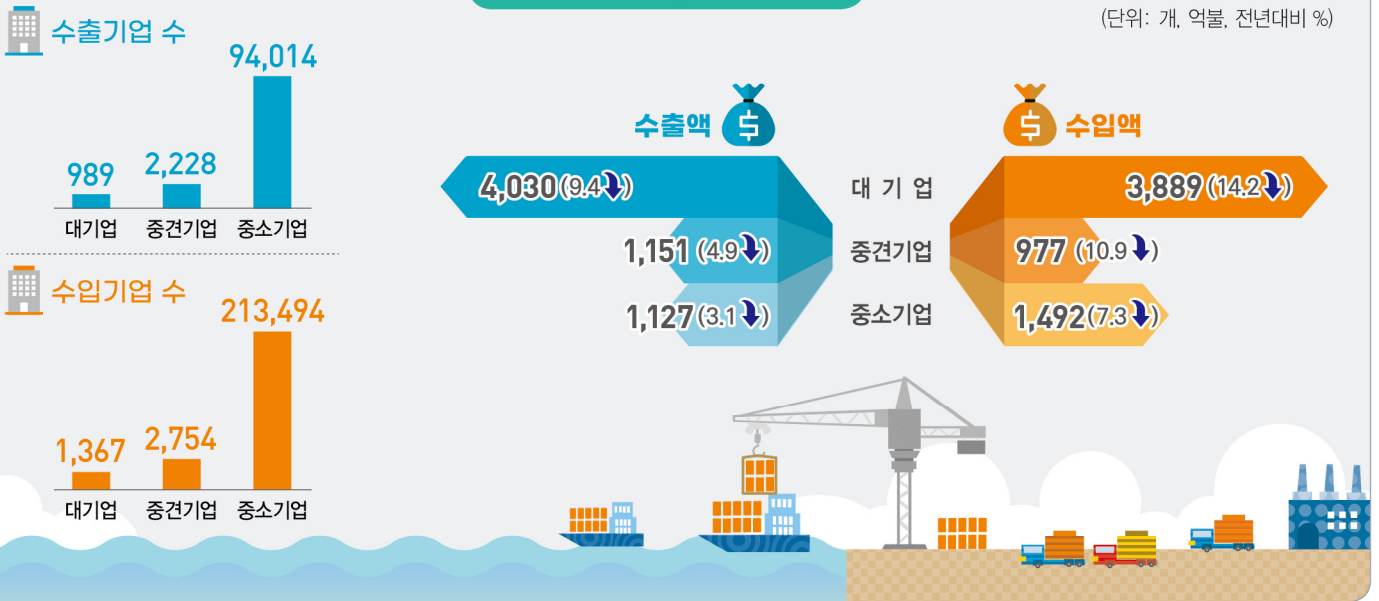 (단위: 개, 억불, 전년대비 %)
수출기업 수
94,014
2,228
989
대기업 중견기업 중소기업
수입기업 수
213,494
2,754
1,367
대기업 중견기업 중소기업
수출액 $
$ 수입액
4,030(9.4) 대 기 업 3,889(14.2)
1,151(4.9) 중견기업 977(10.9)
1,127(3.1) 중소기업 1,492(7.3)